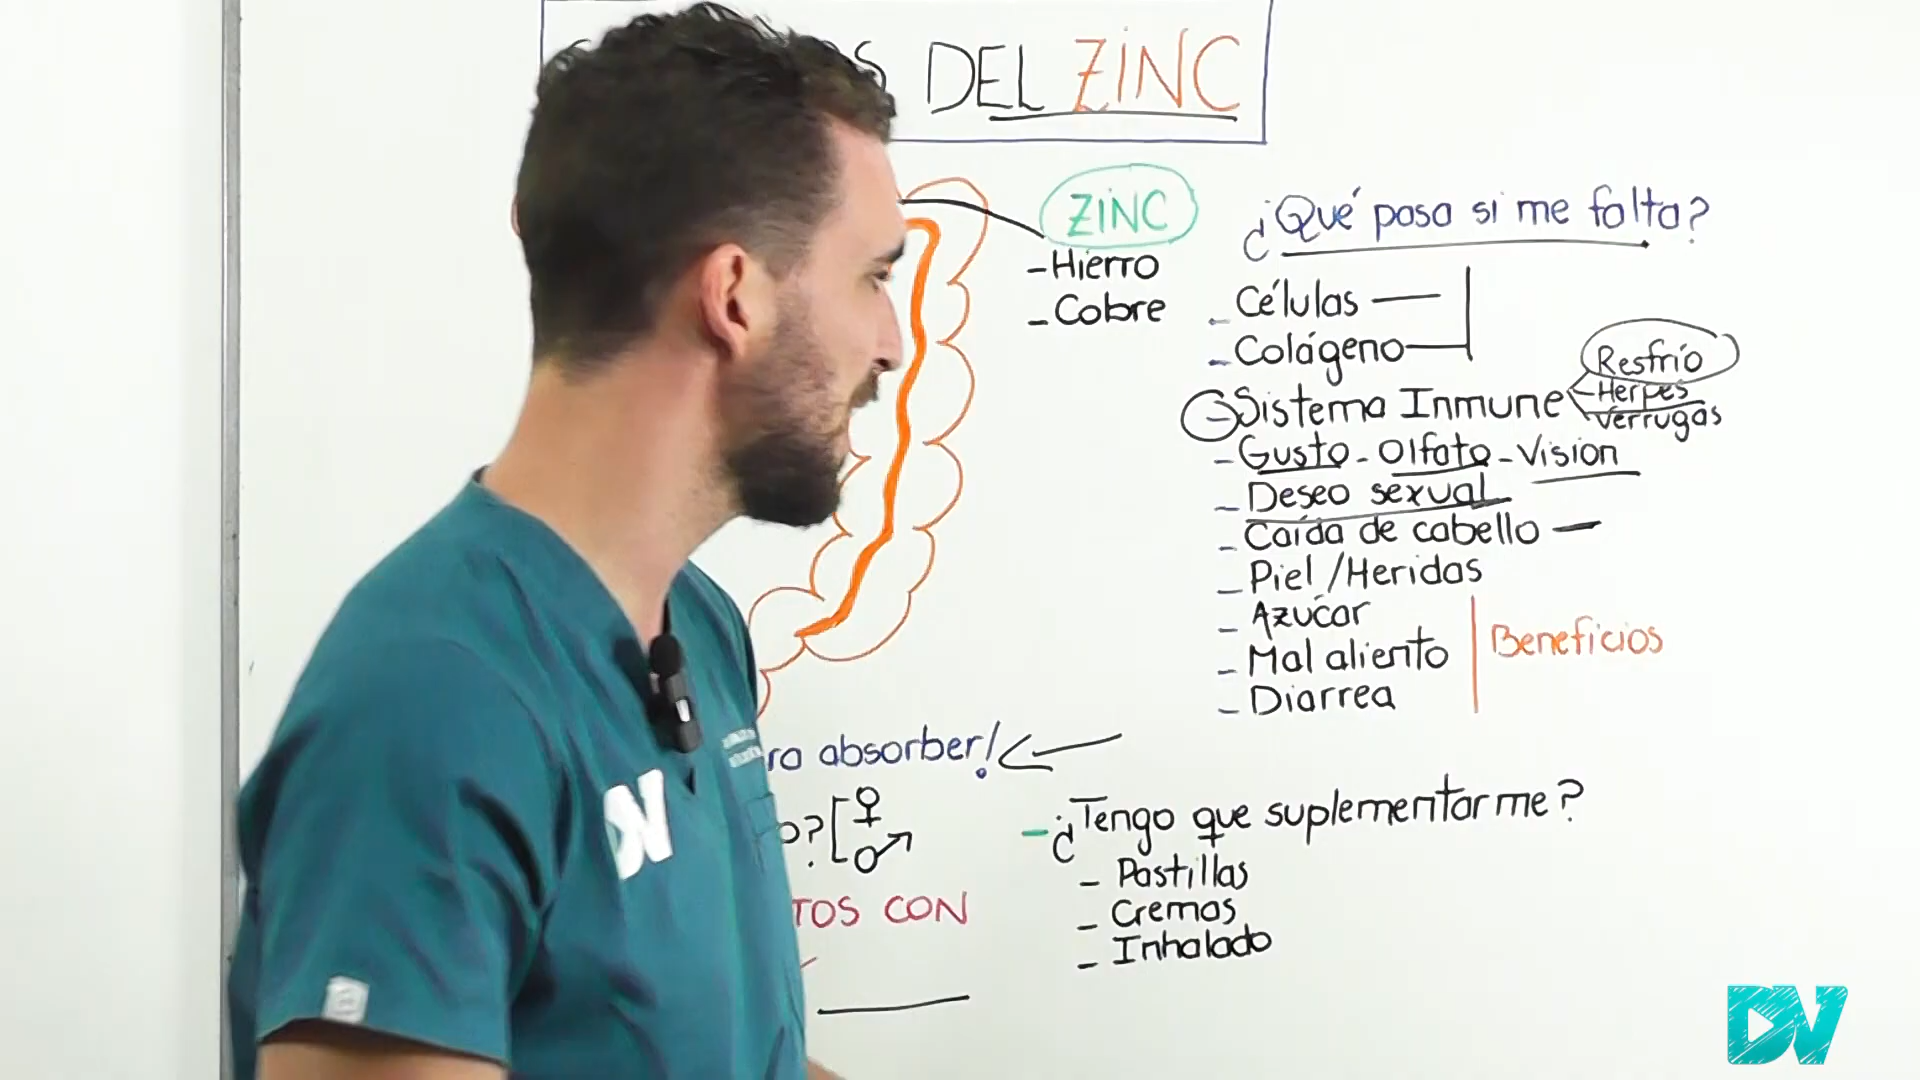 DEL ZINC
ZINC
- Hierro
- Cobre
¿Qué pasa si me falta?
- Células
- Colágeno
- Sistema Inmune
Resfrío
- Herpes
Verrugas
- Gusto - Olfato - Vision
- Deseo sexual
- Caída de cabello
- Piel / Heridas
- Azúcar
- Mal aliento
- Diarrea
Beneficios
absorber!
TOS CON
- ¿Tengo que suplementarme?
- Pastillas
- Cremas
- Inhalado
DN
DN